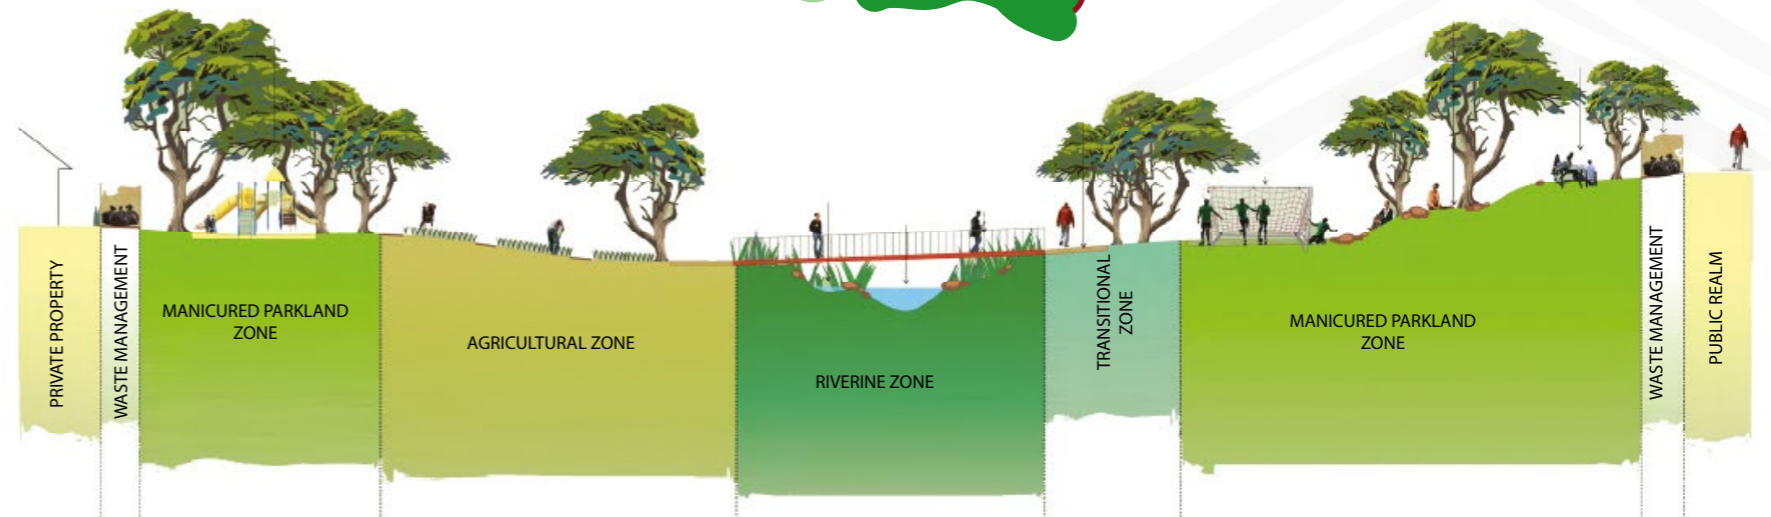 PRIVATE PROPERTY
WASTE MANAGEMENT
MANICURED PARKLAND
ZONE
AGRICULTURAL ZONE
RIVERINE ZONE
TRANSITIONAL
ZONE
MANICURED PARKLAND
ZONE
WASTE MANAGEMENT
PUBLIC REALM